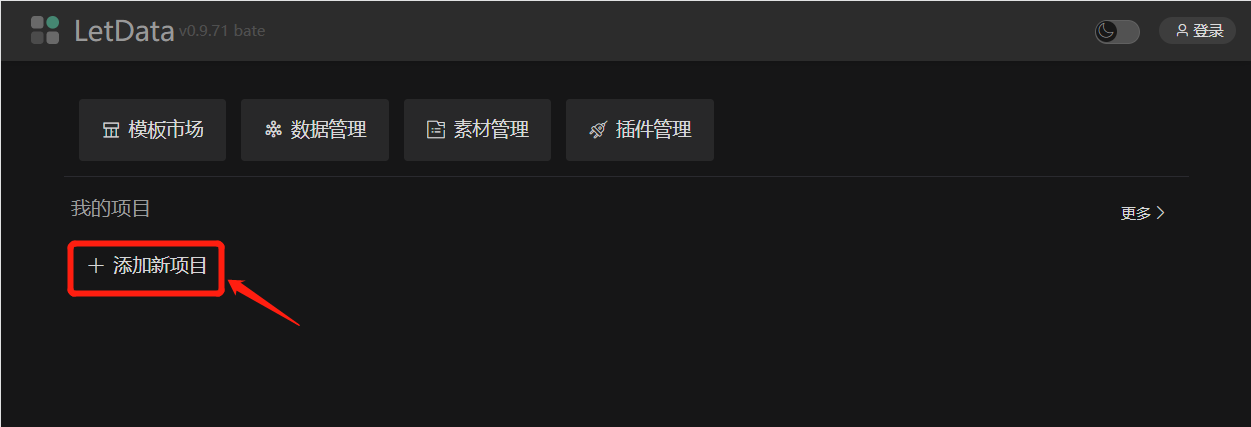 LetData v0.9.71 bate
登录
模板市场 数据管理 素材管理 插件管理
我的项目
更多
添加新项目